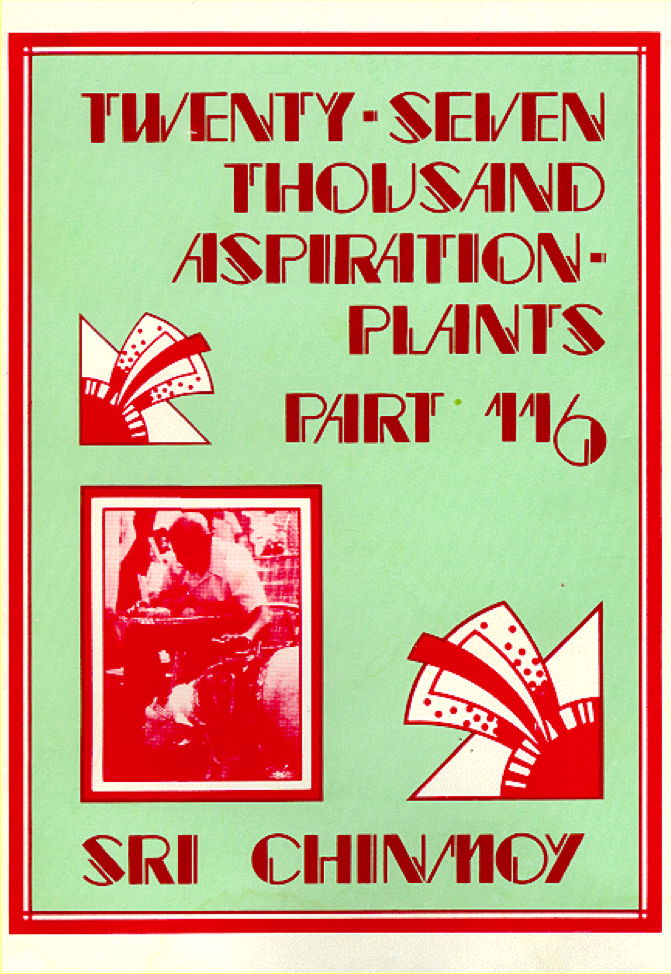 TWENTY-SEVEN
THOUSAND
ASPIRATION-
PLANTS
PART 116
SRI CHINMOY